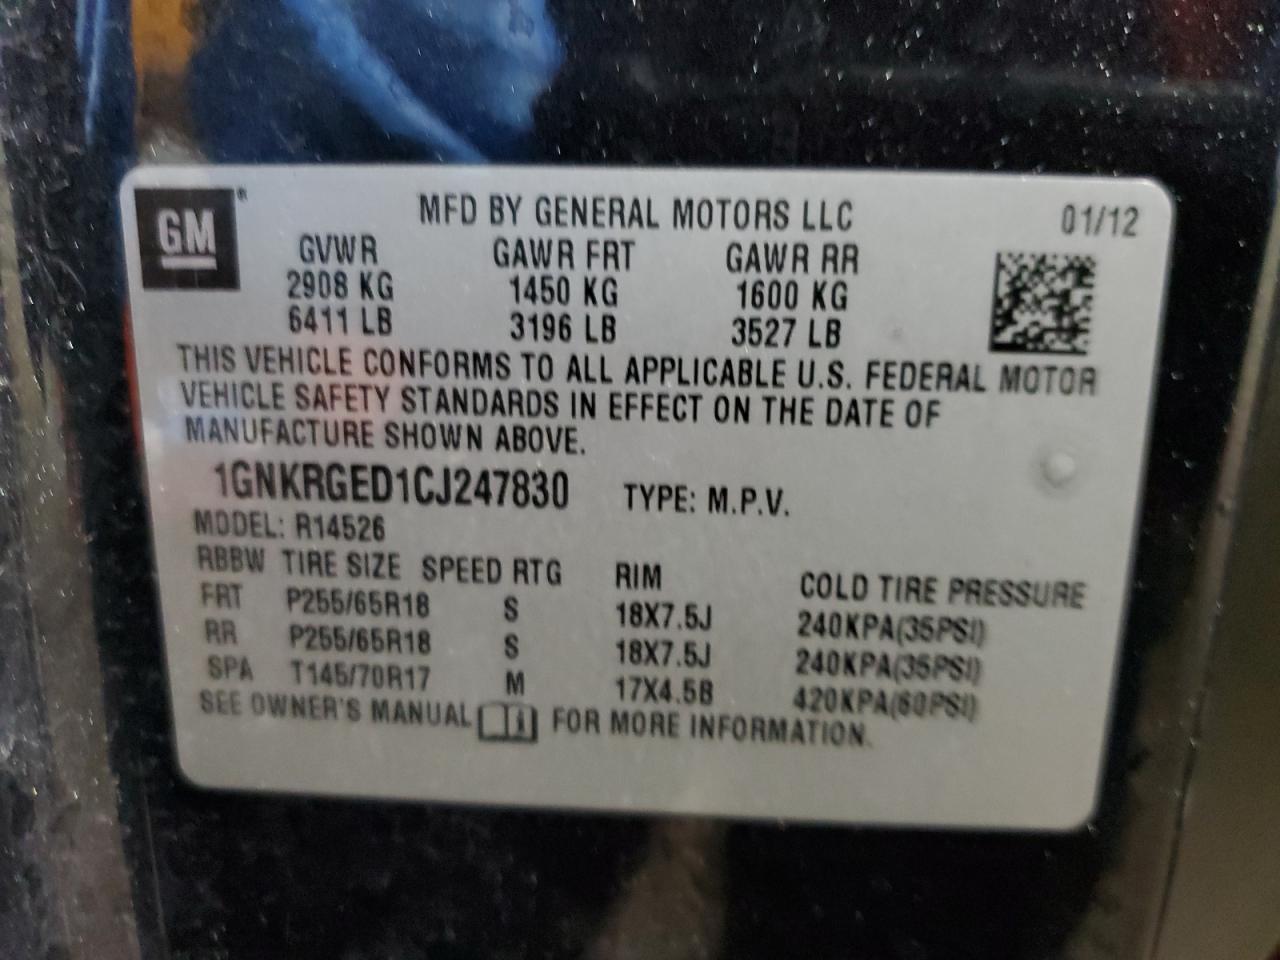 GM®
MFD BY GENERAL MOTORS LLC 01/12
GVWR GAWR FRT GAWR RR
2908 KG 1450 KG 1600 KG
6411 LB 3196 LB 3527 LB
THIS VEHICLE CONFORMS TO ALL APPLICABLE U.S. FEDERAL MOTOR
VEHICLE SAFETY STANDARDS IN EFFECT ON THE DATE OF
MANUFACTURE SHOWN ABOVE.
1GNKRGED1CJ247830 TYPE: M.P.V.
MODEL: R14526
RBBW TIRE SIZE SPEED RTG RIM COLD TIRE PRESSURE
FRT P255/65R18 S 18X7.5J 240KPA(35PSI)
RR P255/65R18 S 18X7.5J 240KPA(35PSI)
SPA T145/70R17 M 17X4.5B 420KPA(60PSI)
SEE OWNER'S MANUAL FOR MORE INFORMATION.